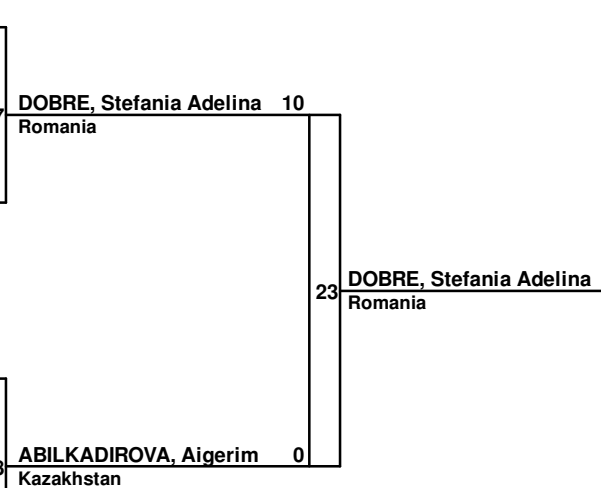 DOBRE, Stefania Adelina 10
Romania
DOBRE, Stefania Adelina
23
Romania
ABILKADIROVA, Aigerim 0
Kazakhstan